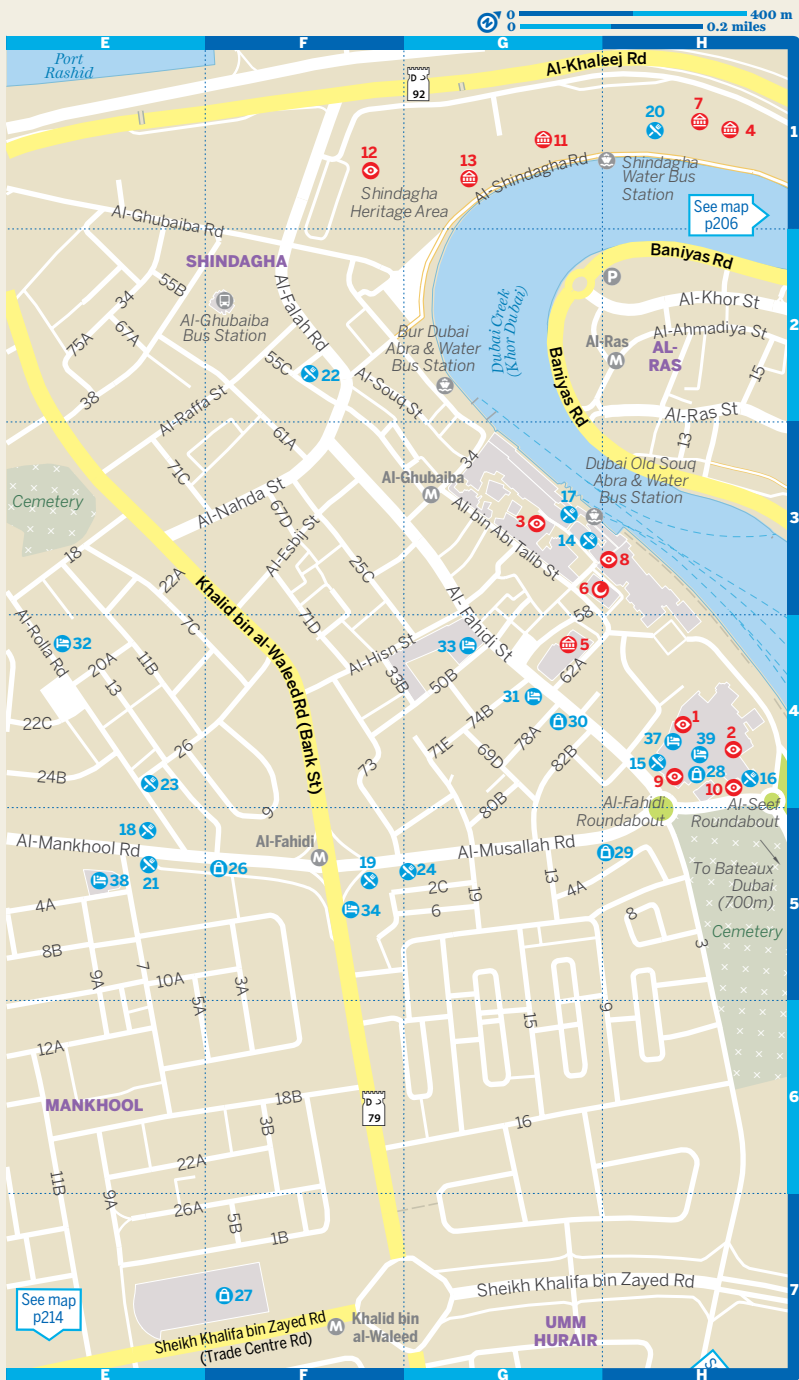 0 400 m
0 0.2 miles
E F G H
Port
Rashid
Al-Khaleej Rd
D
92
20
7
4
1
11
12
13
Al-Shindagha Rd
Shindagha
Water Bus
Station
Shindagha
Heritage Area
See map
p206
Al-Ghubaiba Rd
SHINDAGHA
Baniyas Rd
55B
34
67A
75A
Al-Ghubaiba
Bus Station
Al-Falah Rd
Dubai Creek
(Khor Dubai)
P
Al-Khor St
Al-Ahmadiya St
2
Bur Dubai
Abra & Water
Bus Station
Al-Ras
M
AL-
RAS
15
55C
22
Al-Souq St
Baniyas Rd
38
Al-Raffa St
Al-Ras St
13
61A
71C
34
Dubai Old Souq
Abra & Water
Bus Station
Al-Ghubaiba
M
Cemetery
Al-Nahda St
67D
Al-Esbij St
17
3
14
3
Ali bin Abi Talib St
8
18
22A
25C
6
58
Khalid bin al-Waleed Rd (Bank St)
7C
71D
Al-Fahidi St
Al-Rolla Rd
32
20A
13
11B
Al-Hisn St
33
33B
50B
5
62A
31
30
74B
78A
82B
71E
69D
80B
73
22C
26
24B
23
9
1
37
39
2
15
9
28
16
10
4
Al-Fahidi
Roundabout
Al-Seef
Roundabout
18
Al-Mankhool Rd
21
38
26
Al-Fahidi
M
19
24
34
Al-Musallah Rd
29
2C
6
19
13
4A
8
3
To Bateaux
Dubai
(700m)
Cemetery
5
4A
8B
9A
7
10A
5A
3A
15
9
12A
MANKHOOL
18B
3B
D
79
16
6
22A
11B
9A
26A
5B
1B
27
Sheikh Khalifa bin Zayed Rd
7
See map
p214
Sheikh Khalifa bin Zayed Rd
(Trade Centre Rd)
M
Khalid bin
al-Waleed
UMM
HURAIR
E F G H